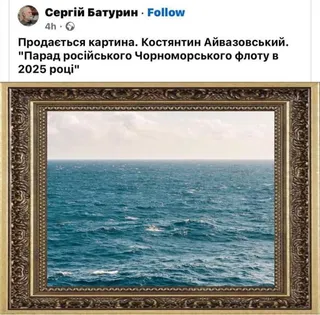 Сергій Батурин · Follow
4h ·
Продається картина. Костянтин Айвазовський.
"Парад російського Чорноморського флоту в
2025 році"